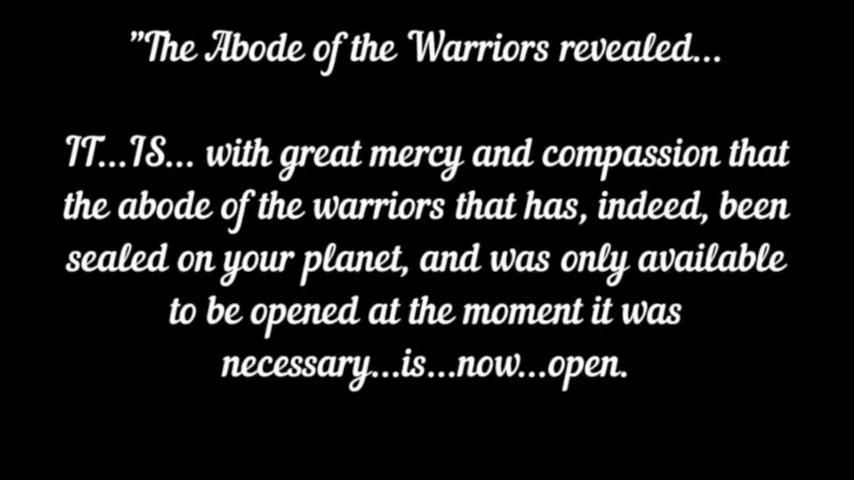 "The Abode of the Warriors revealed...
IT...IS... with great mercy and compassion that
the abode of the warriors that has, indeed, been
sealed on your planet, and was only available
to be opened at the moment it was
necessary...is...now...open.